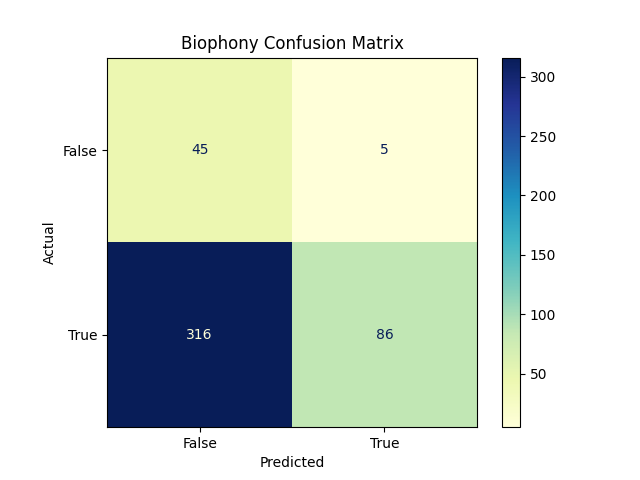 Biophony Confusion Matrix
Actual
False
True
45
5
316
86
False
True
Predicted
300
250
200
150
100
50